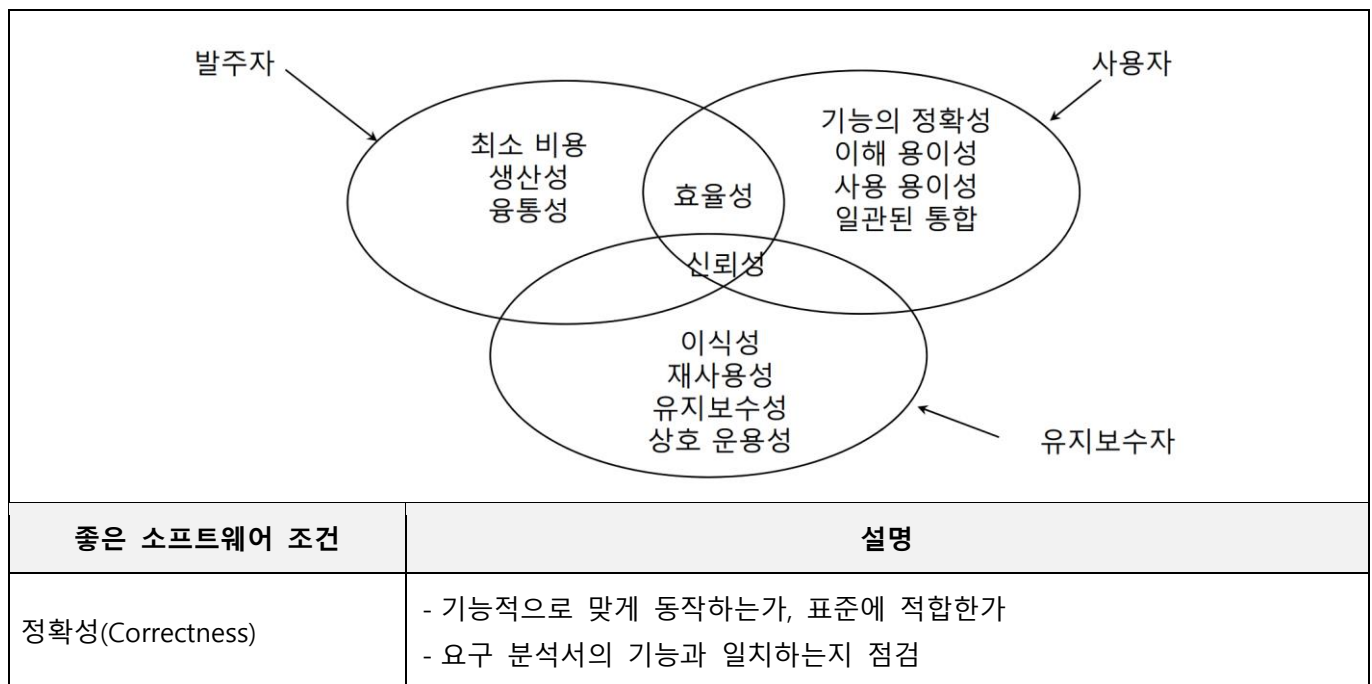 발주자
사용자
최소 비용
생산성
융통성
효율성
기능의 정확성
이해 용이성
사용 용이성
일관된 통합
신뢰성
이식성
재사용성
유지보수성
상호 운용성
유지보수자
좋은 소프트웨어 조건
설명
정확성(Correctness)
- 기능적으로 맞게 동작하는가, 표준에 적합한가
- 요구 분석서의 기능과 일치하는지 점검